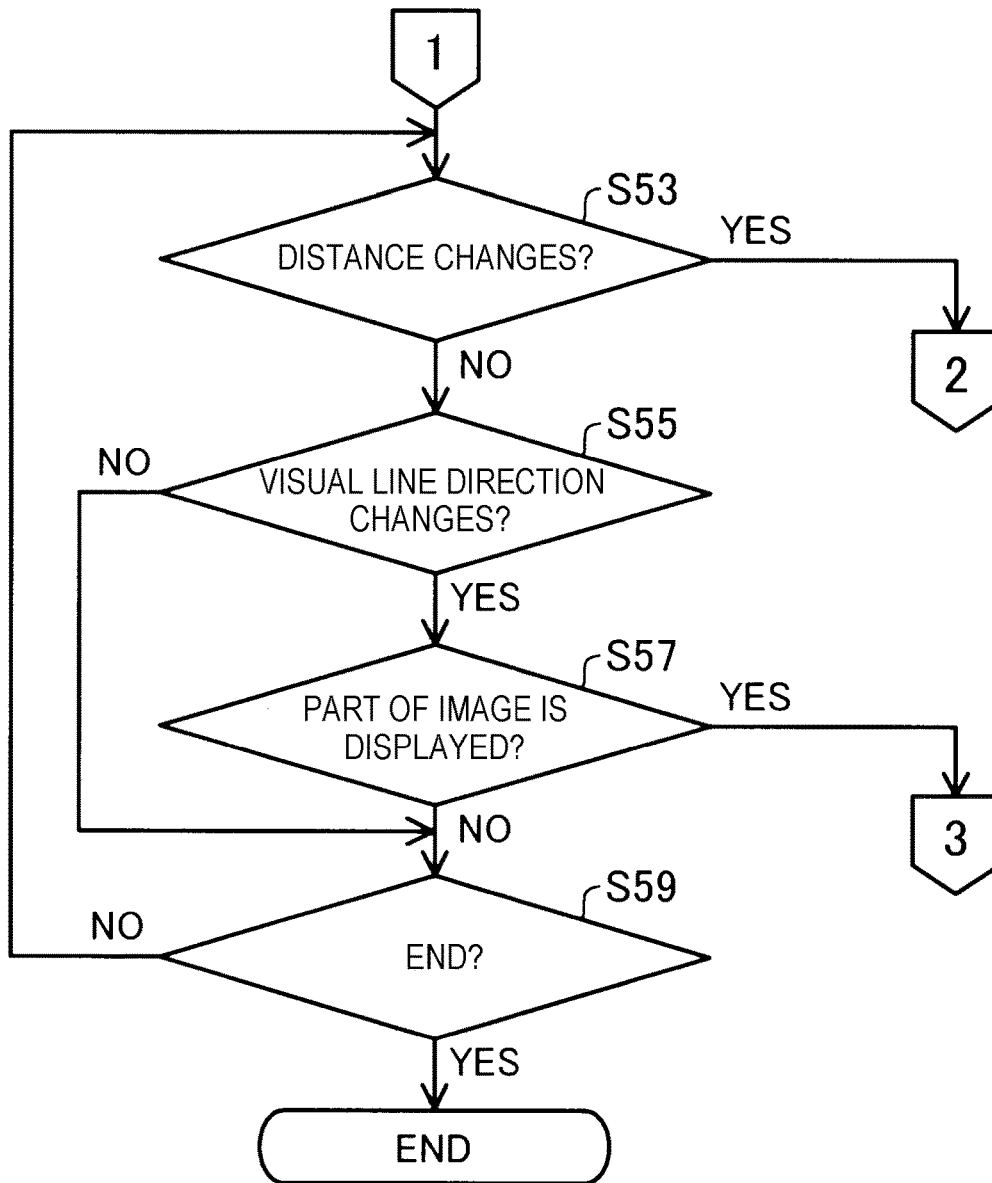 1
S53
DISTANCE CHANGES?
YES
2
NO
S55
NO
VISUAL LINE DIRECTION
CHANGES?
YES
S57
PART OF IMAGE IS
DISPLAYED?
YES
3
NO
S59
NO
END?
YES
END